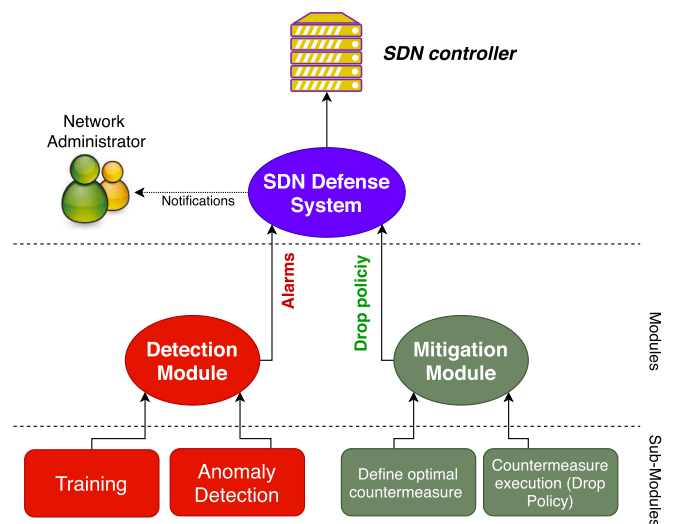 SDN controller
Network
Administrator
SDN Defense
System
Notifications
Alarms
Drop policiy
Modules
Detection
Module
Mitigation
Module
Sub-Modules
Training
Anomaly
Detection
Define optimal
countermeasure
Countermeasure
execution (Drop
Policy)